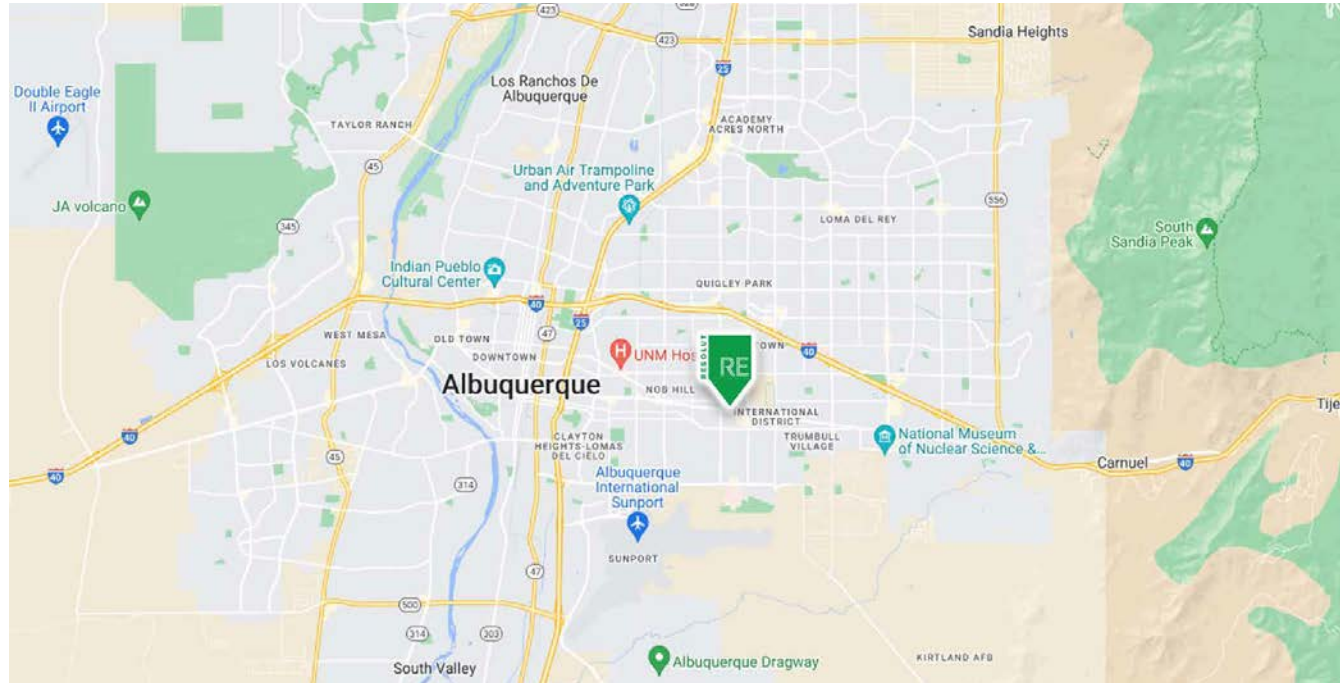 528
423
423
25
Sandia Heights
Double Eagle
II Airport
Los Ranchos De
Albuquerque
TAYLOR RANCH
ACADEMY
ACRES NORTH
45
Urban Air Trampoline
and Adventure Park
JA volcano
556
LOMA DEL REY
345
South
Sandia Peak
Indian Pueblo
Cultural Center
QUIGLEY PARK
40
25
47
WEST MESA
OLD TOWN
DOWNTOWN
LOS VOLCANES
UNM Hos
RESOLUT
RE
TOWN
40
Albuquerque
NOB HILL
INTERNATIONAL
DISTRICT
Tije
40
40
45
CLAYTON
HEIGHTS-LOMAS
DEL CIELO
TRUMBULL
VILLAGE
National Museum
of Nuclear Science &...
Carnuel
40
314
Albuquerque
International
Sunport
SUNPORT
47
500
314
303
South Valley
Albuquerque Dragway
KIRTLAND AFB